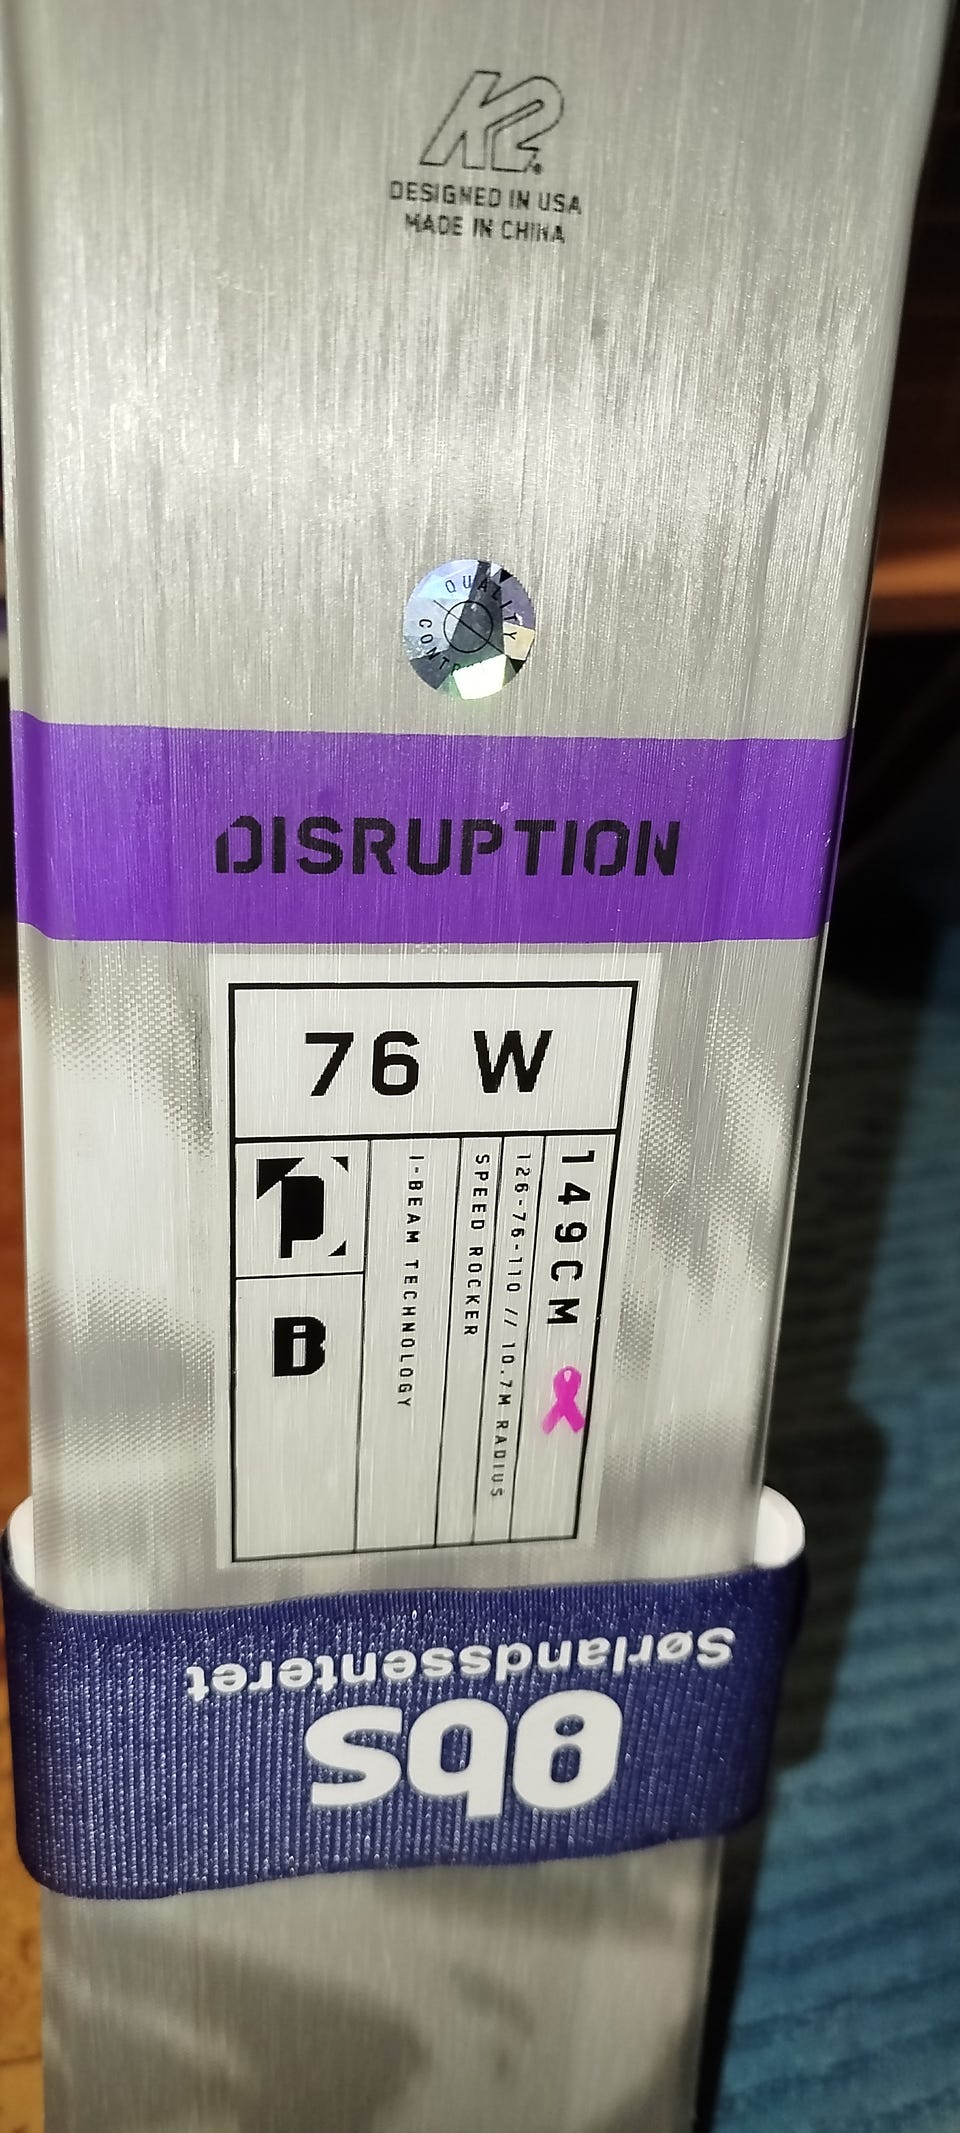 K2
DESIGNED IN USA
MADE IN CHINA
QUALITY
DISRUPTION
76 W
149CM
126-76-110 // 10.7M RADIUS
SPEED ROCKER
I-BEAM TECHNOLOGY
B
Sørlandssenteret
obs